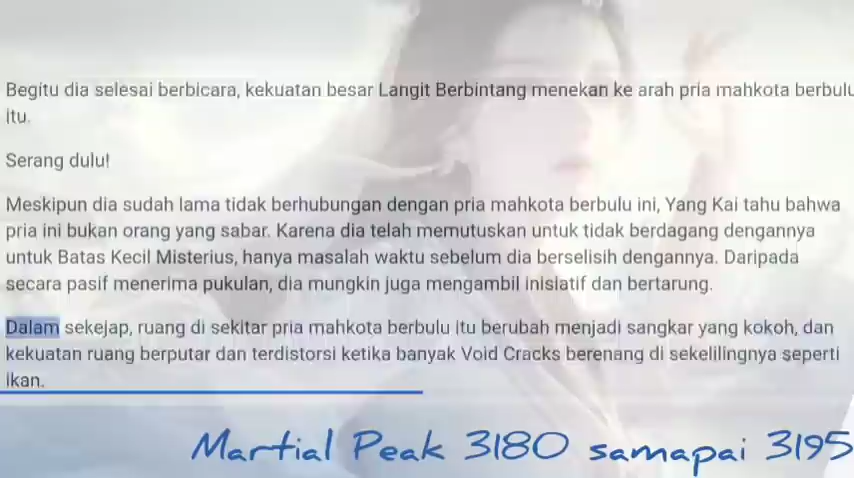 Begitu dia selesai berbicara, kekuatan besar Langit Berbintang menekan ke arah pria mahkota berbulu
itu.
Serang dulu!
Meskipun dia sudah lama tidak berhubungan dengan pria mahkota berbulu ini, Yang Kai tahu bahwa
pria ini bukan orang yang sabar. Karena dia telah memutuskan untuk tidak berdagang dengannya
untuk Batas Kecil Misterius, hanya masalah waktu sebelum dia berselisih dengannya. Daripada
secara pasif menerima pukulan, dia mungkin juga mengambil inisiatif dan bertarung.
Dalam sekejap, ruang di sekitar pria mahkota berbulu itu berubah menjadi sangkar yang kokoh, dan
kekuatan ruang berputar dan terdistorsi ketika banyak Void Cracks berenang di sekelilingnya seperti
ikan.
Martial Peak 3180 samapai 3195